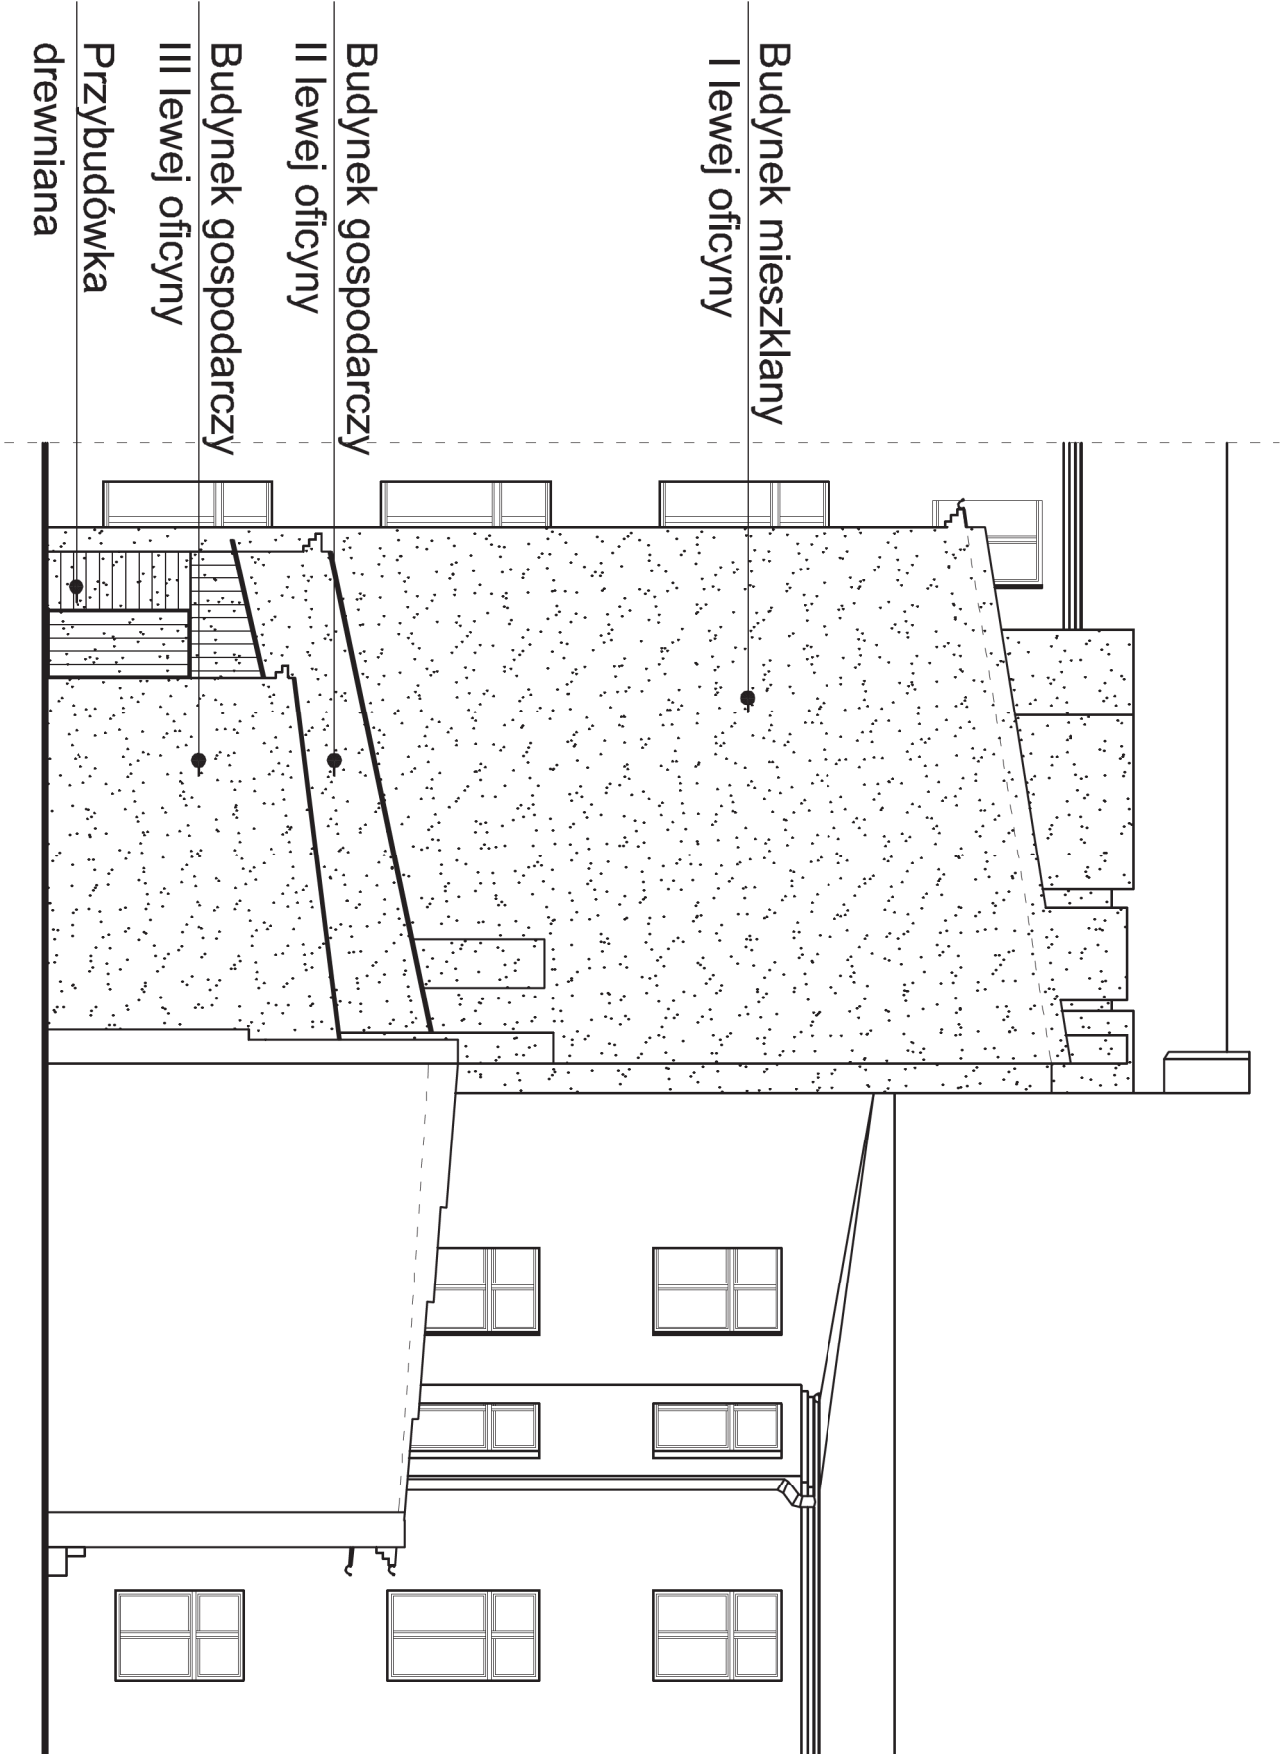 Budynek mieszklany
I lewej oficyny
Budynek gospodarczy
II lewej oficyny
Budynek gospodarczy
III lewej oficyny
Przybudówka
drewniana